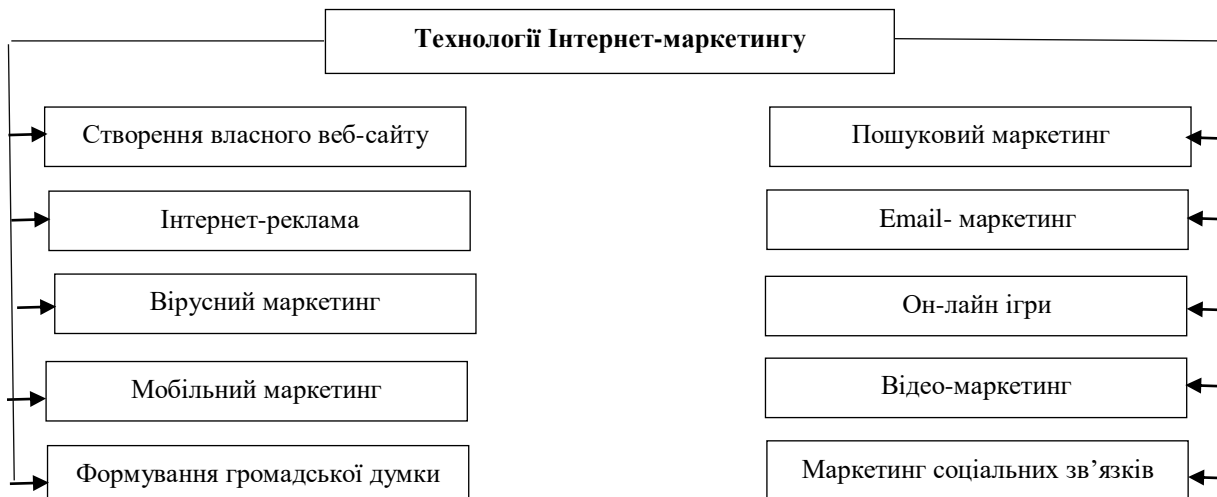 Технології Інтернет-маркетингу
Створення власного веб-сайту
Пошуковий маркетинг
Інтернет-реклама
Email- маркетинг
Вірусний маркетинг
Он-лайн ігри
Мобільний маркетинг
Відео-маркетинг
Формування громадської думки
Маркетинг соціальних зв’язків